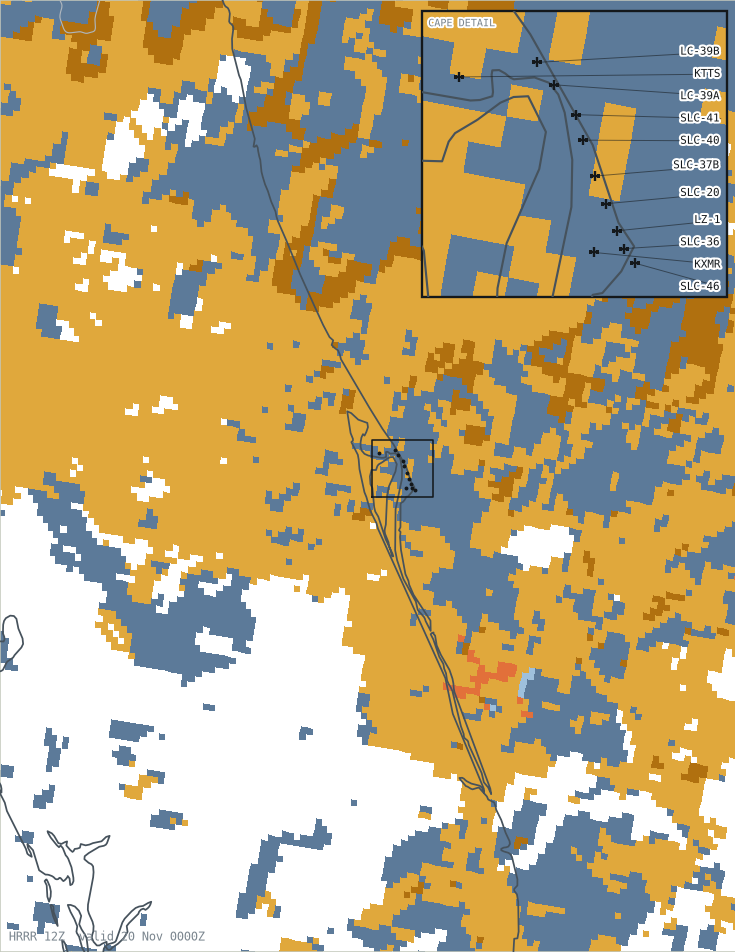 CAPE DETAIL
LC-39B
KTTS
LC-39A
SLC-41
SLC-40
SLC-37B
SLC-20
LZ-1
SLC-36
KXMR
SLC-46
HRRR 12Z, valid 20 Nov 0000Z